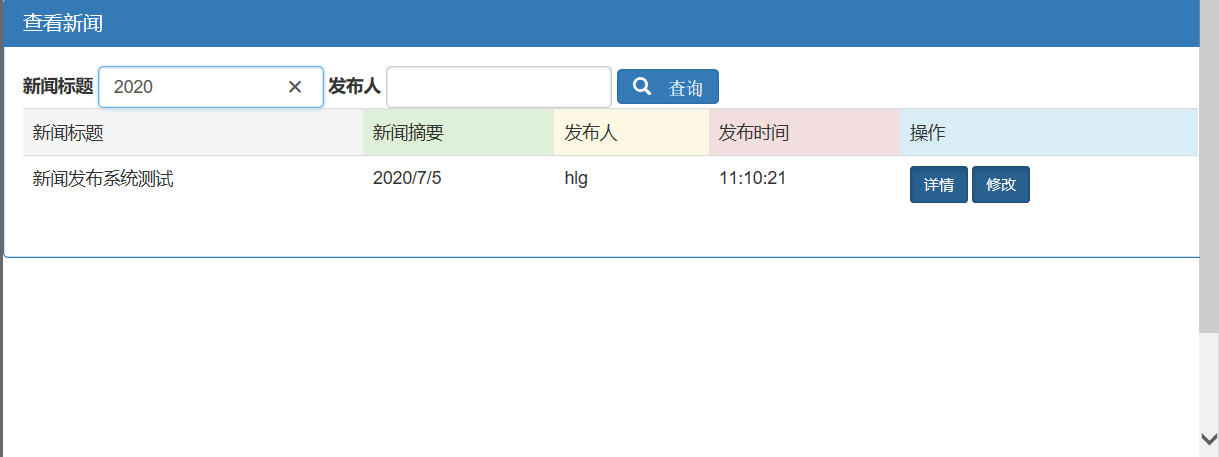 查看新闻
新闻标题 2020 × 发布人 查询
新闻标题 新闻摘要 发布人 发布时间 操作
新闻发布系统测试 2020/7/5 hlg 11:10:21 详情 修改